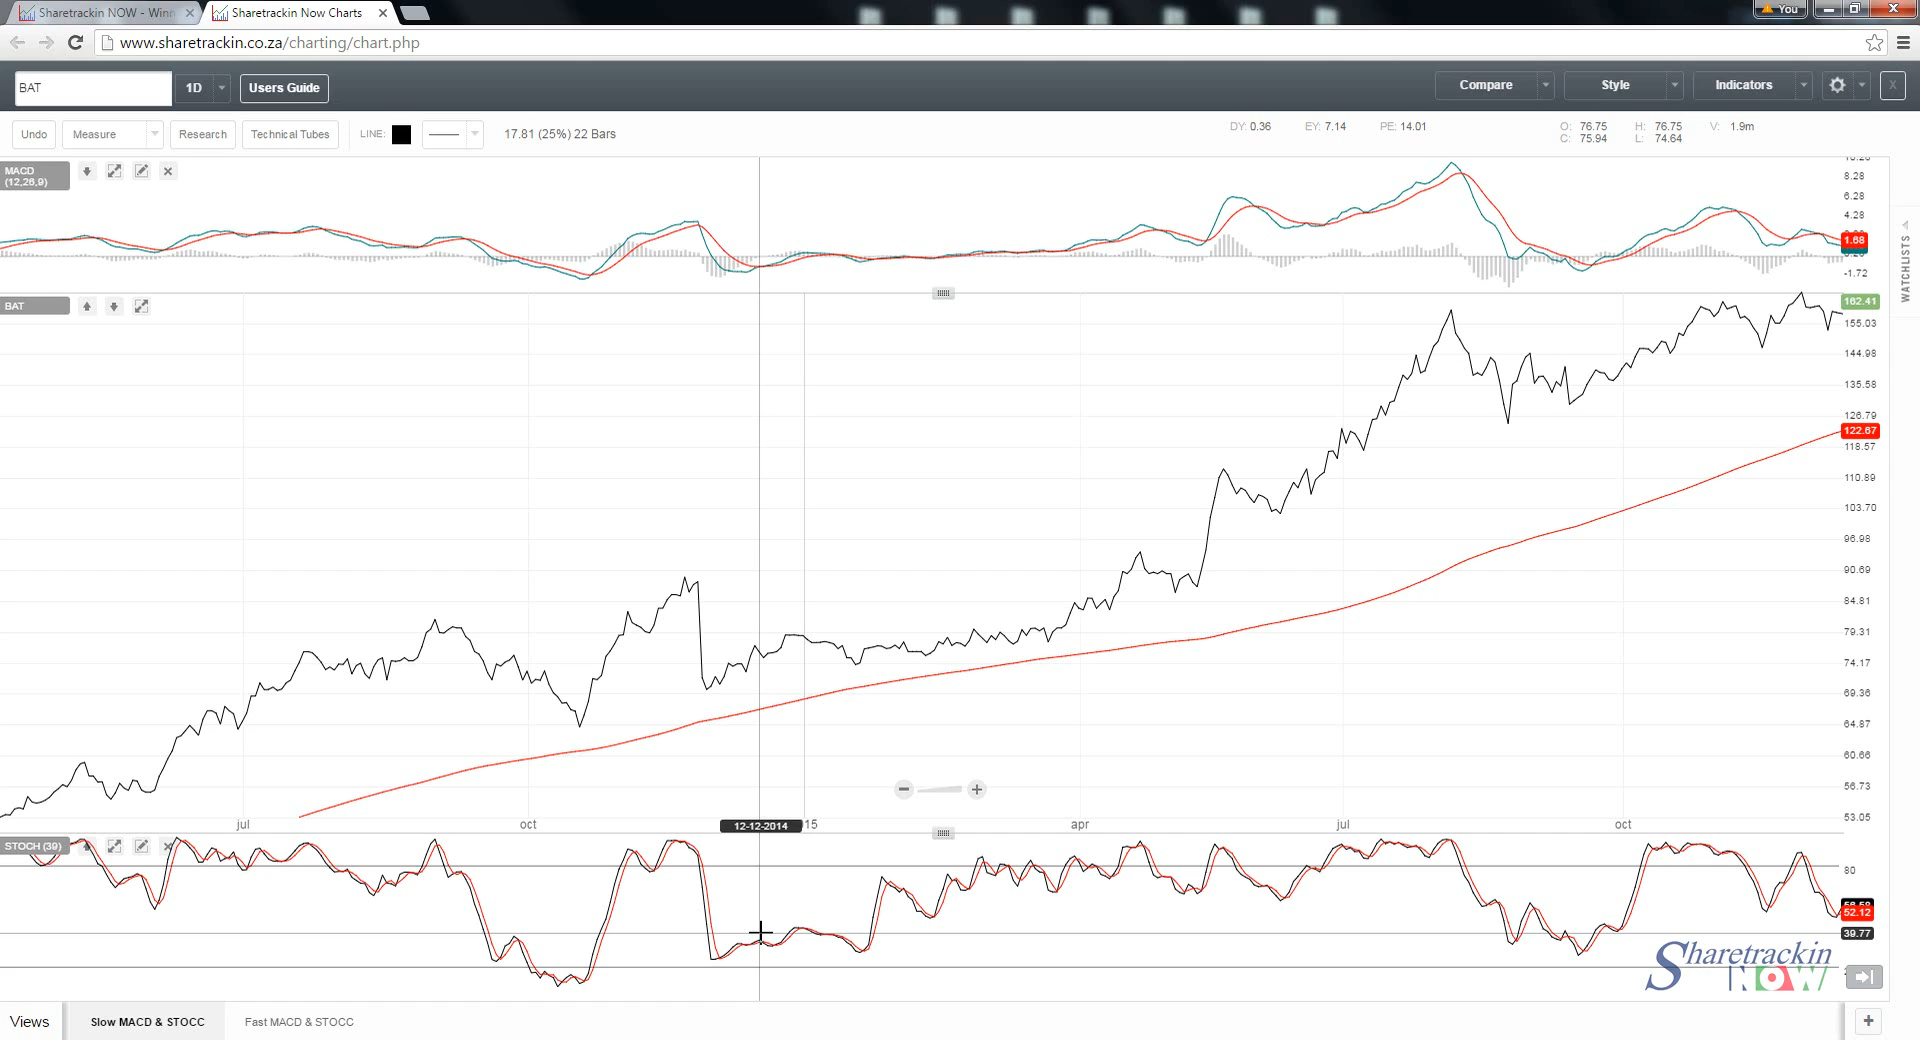 Sharetrackin NOW - Winn
Sharetrackin Now Charts
You
www.sharetrackin.co.za/charting/chart.php
BAT
1D
Users Guide
Compare
Style
Indicators
X
Undo
Measure
Research
Technical Tubes
LINE:
17.81 (25%) 22 Bars
DY: 0.36
EY: 7.14
PE: 14.01
O: 76.75
H: 76.75
V: 1.9m
C: 75.94
L: 74.64
MACD
(12,26,9)
8.28
6.28
4.28
1.68
-1.72
WATCHLISTS
BAT
162.41
155.03
144.98
135.58
126.79
122.67
118.57
110.89
103.70
96.98
90.69
84.81
79.31
74.17
69.36
64.87
60.66
56.73
53.05
jul
oct
12-12-2014
15
apr
jul
oct
STOCH (39)
80
52.12
39.77
Sharetrackin
NOW
Views
Slow MACD & STOCC
Fast MACD & STOCC